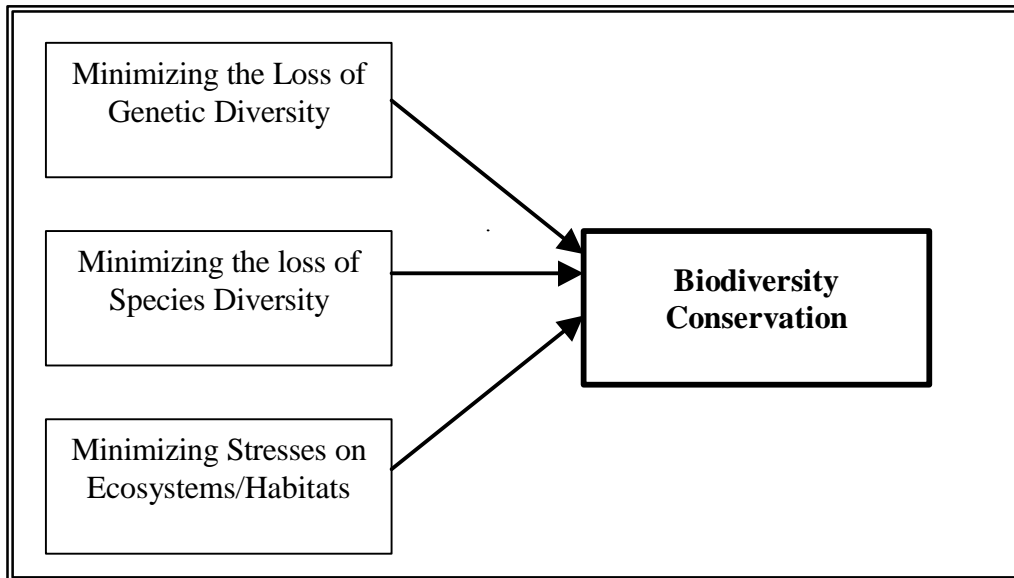 Minimizing the Loss of
Genetic Diversity
Minimizing the loss of
Species Diversity
Biodiversity
Conservation
Minimizing Stresses on
Ecosystems/Habitats